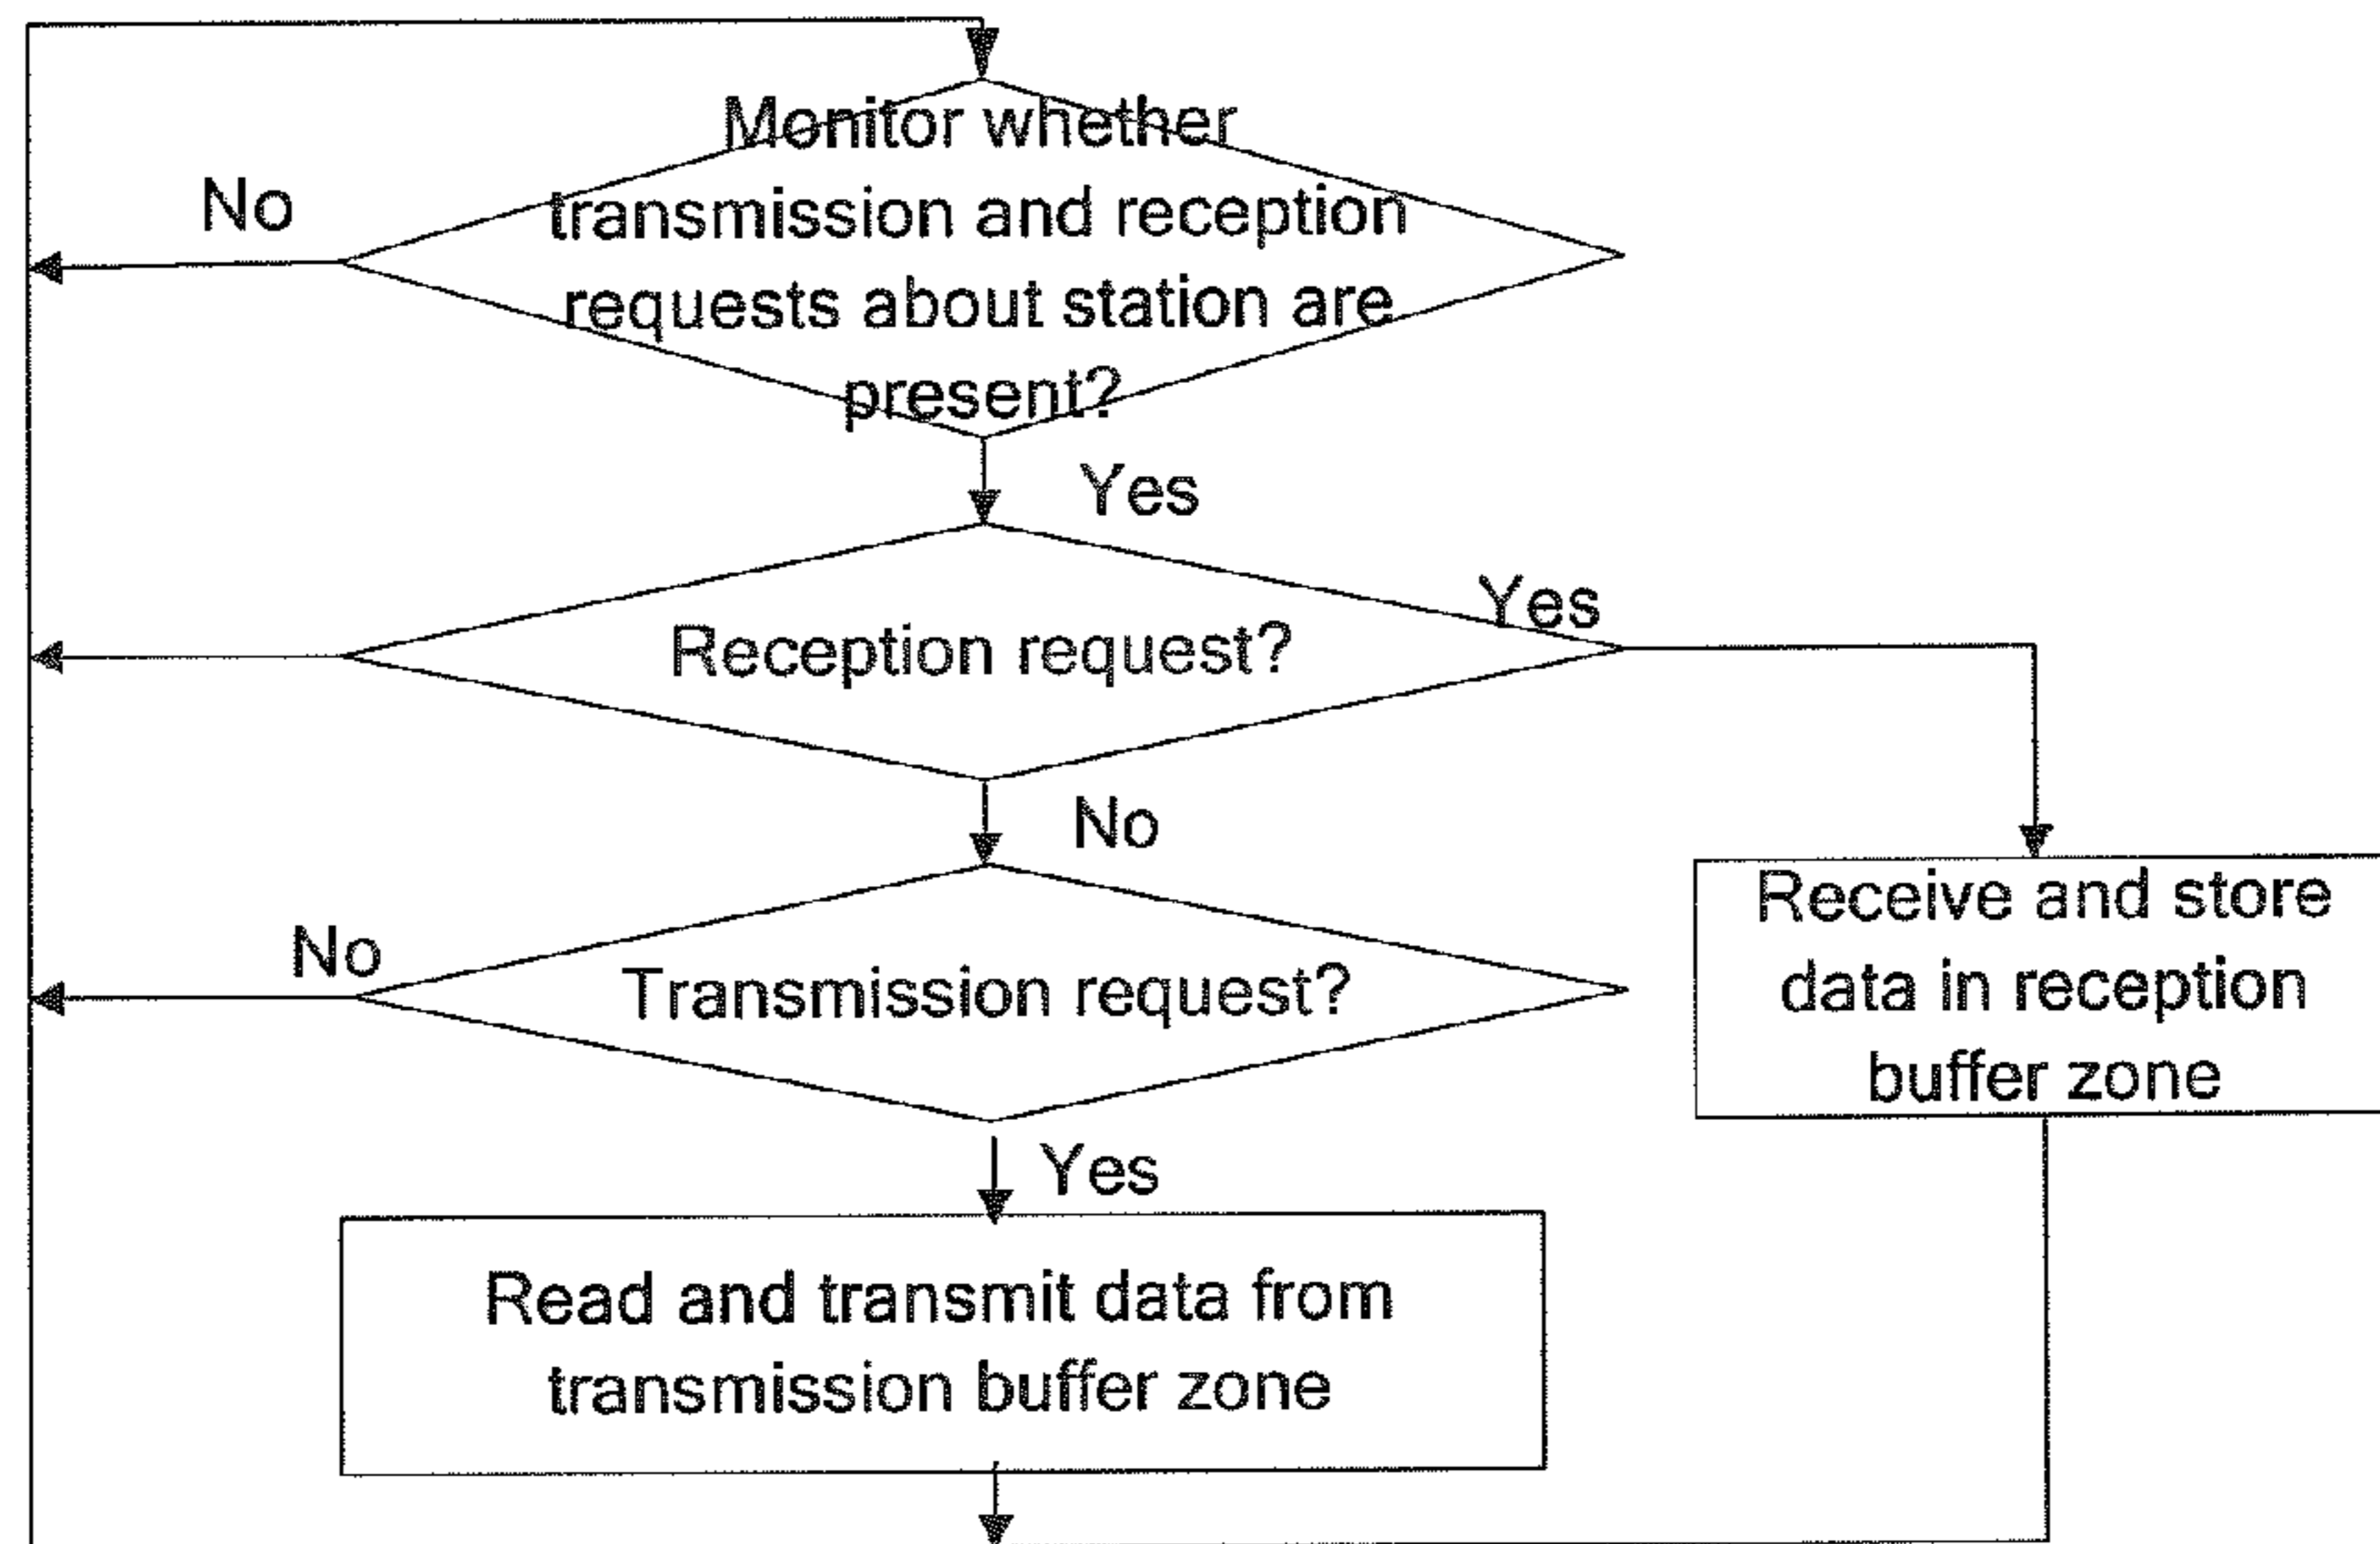 Monitor whether
transmission and reception
requests about station are
present?
No
Yes
Reception request?
Yes
No
Transmission request?
No
Receive and store
data in reception
buffer zone
Yes
Read and transmit data from
transmission buffer zone